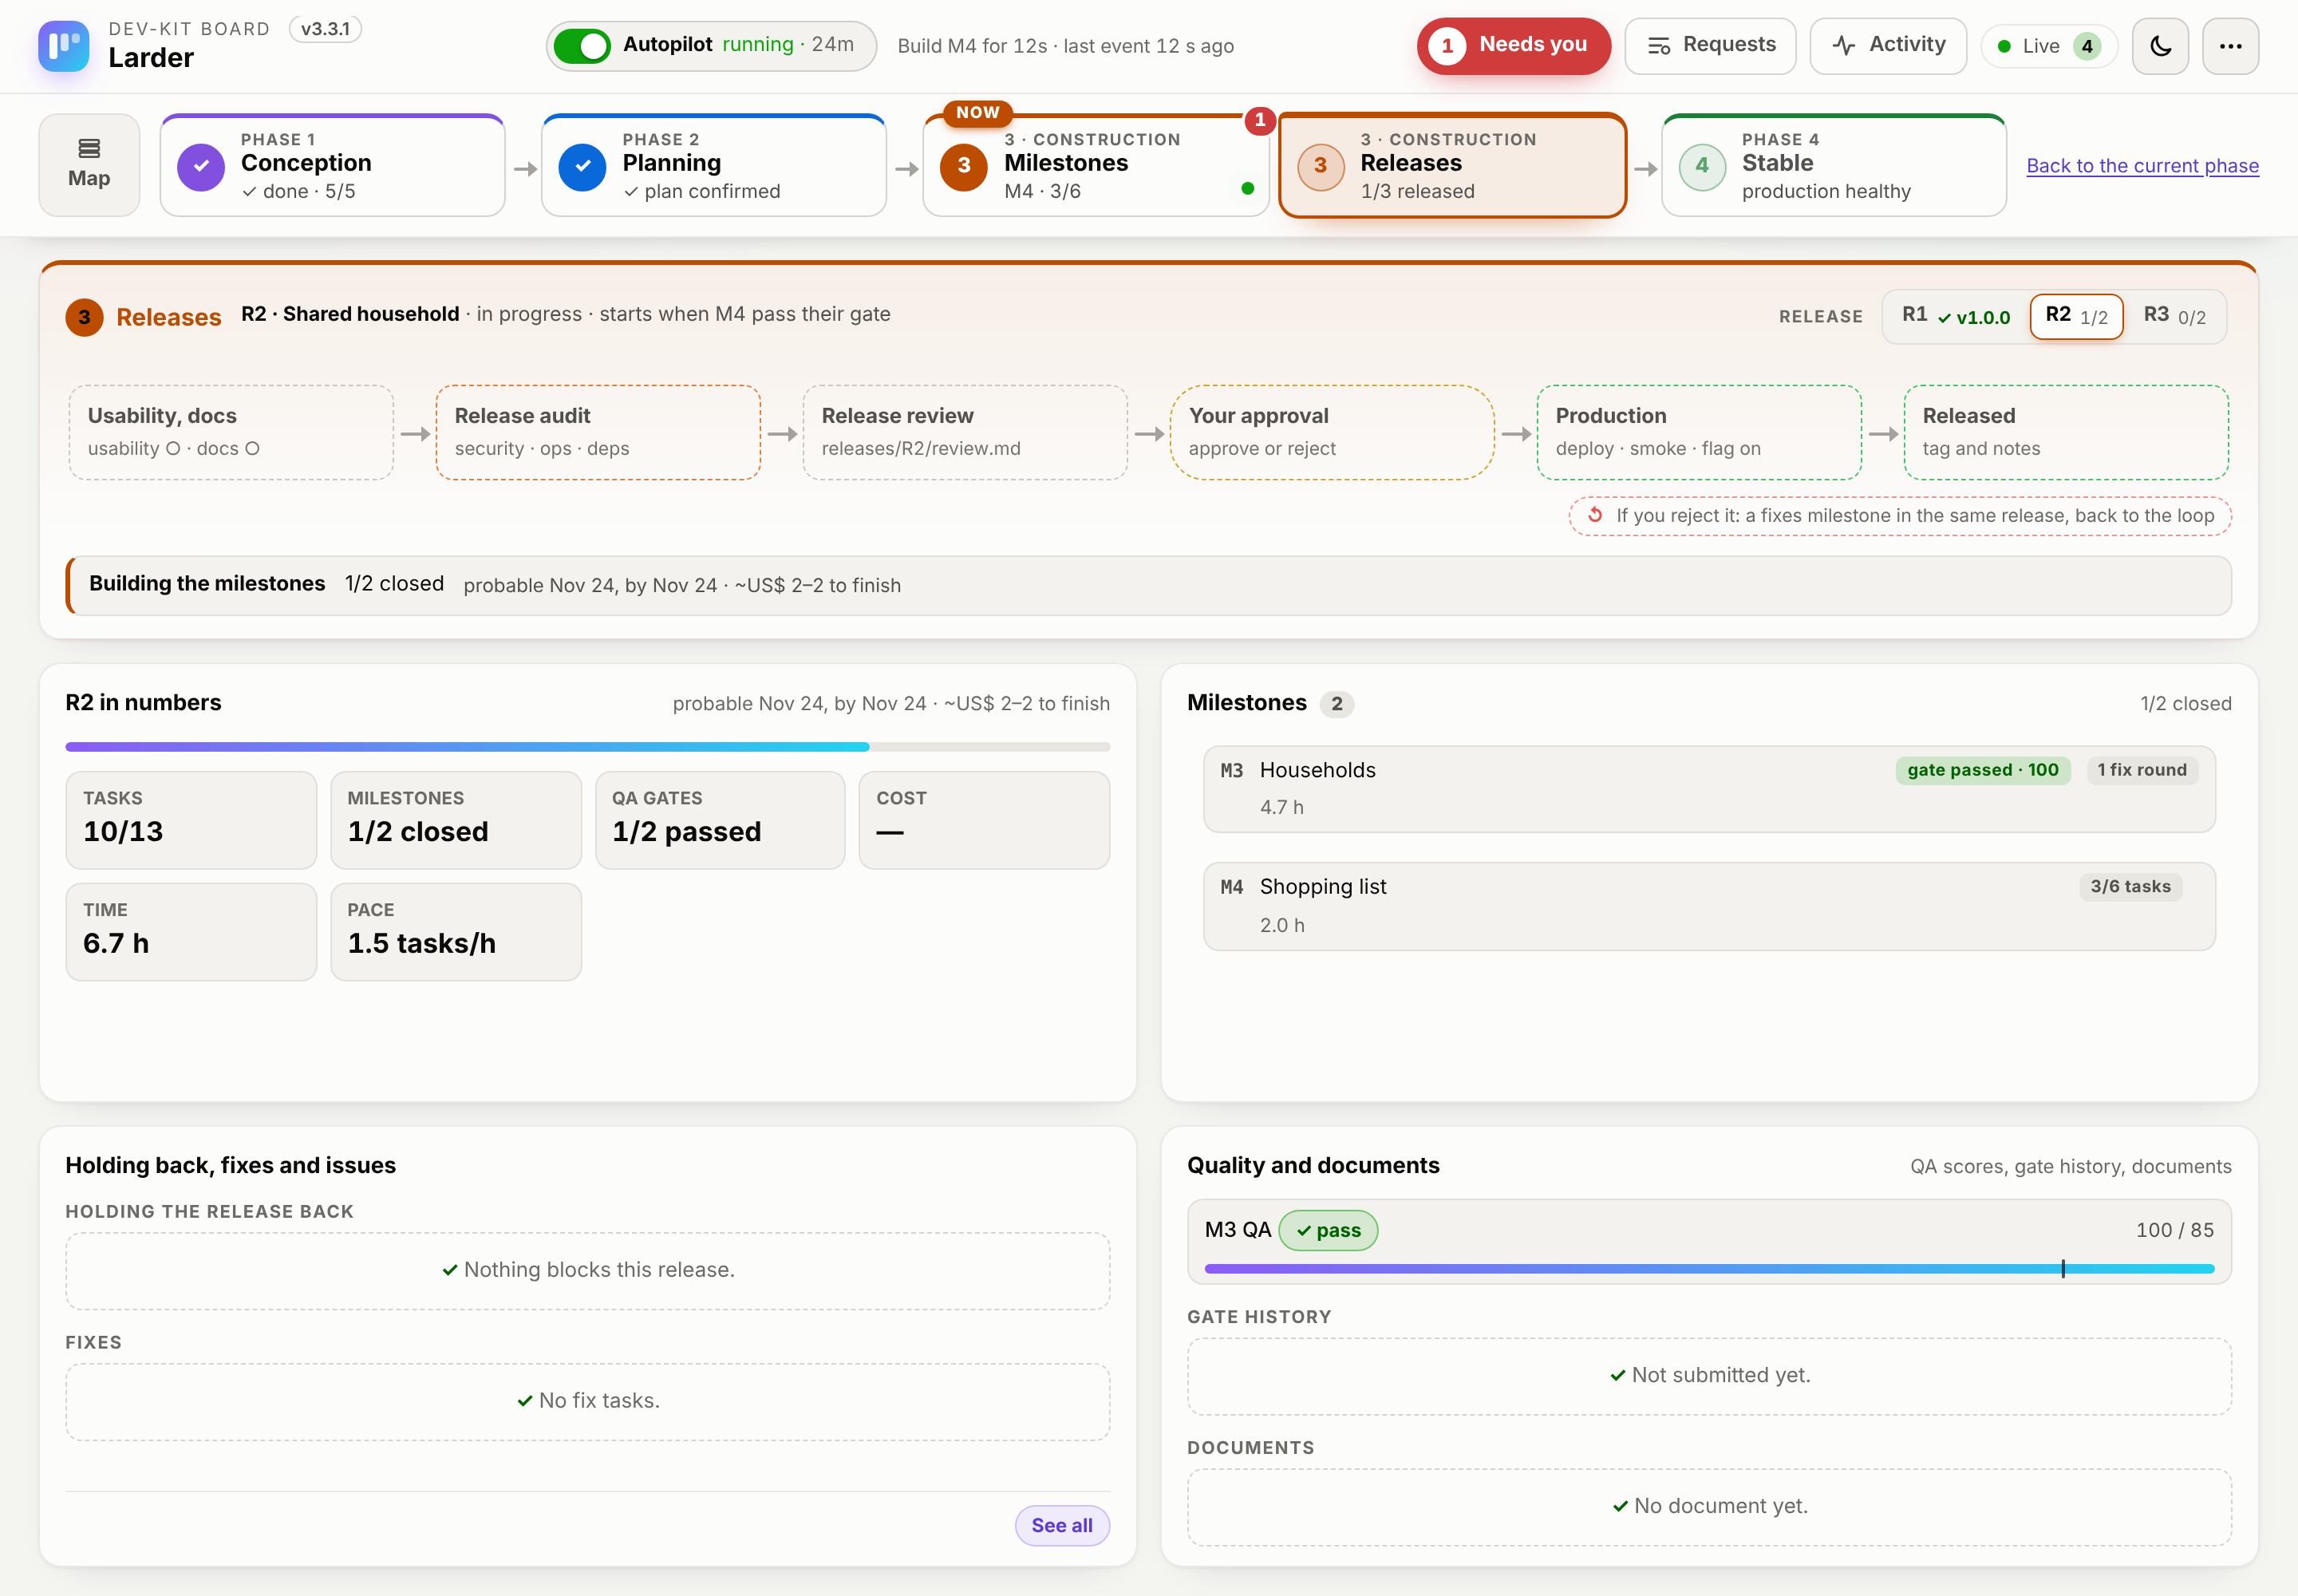 DEV-KIT BOARD v3.3.1
Larder
Autopilot running · 24m
Build M4 for 12s · last event 12 s ago
1 Needs you
Requests
Activity
Live 4
Map
PHASE 1
Conception
✓ done · 5/5
PHASE 2
Planning
✓ plan confirmed
NOW
1
3
3 · CONSTRUCTION
Milestones
M4 · 3/6
3
3 · CONSTRUCTION
Releases
1/3 released
4
PHASE 4
Stable
production healthy
Back to the current phase
3 Releases R2 · Shared household · in progress · starts when M4 pass their gate
RELEASE R1 ✓ v1.0.0 R2 1/2 R3 0/2
Usability, docs
usability O · docs O
Release audit
security · ops · deps
Release review
releases/R2/review.md
Your approval
approve or reject
Production
deploy · smoke · flag on
Released
tag and notes
If you reject it: a fixes milestone in the same release, back to the loop
Building the milestones 1/2 closed probable Nov 24, by Nov 24 · ~US$ 2–2 to finish
R2 in numbers
probable Nov 24, by Nov 24 · ~US$ 2–2 to finish
TASKS
10/13
MILESTONES
1/2 closed
QA GATES
1/2 passed
COST
—
TIME
6.7 h
PACE
1.5 tasks/h
Milestones 2
1/2 closed
M3 Households gate passed · 100 1 fix round
4.7 h
M4 Shopping list 3/6 tasks
2.0 h
Holding back, fixes and issues
HOLDING THE RELEASE BACK
✓ Nothing blocks this release.
FIXES
✓ No fix tasks.
See all
Quality and documents
QA scores, gate history, documents
M3 QA ✓ pass 100 / 85
GATE HISTORY
✓ Not submitted yet.
DOCUMENTS
✓ No document yet.